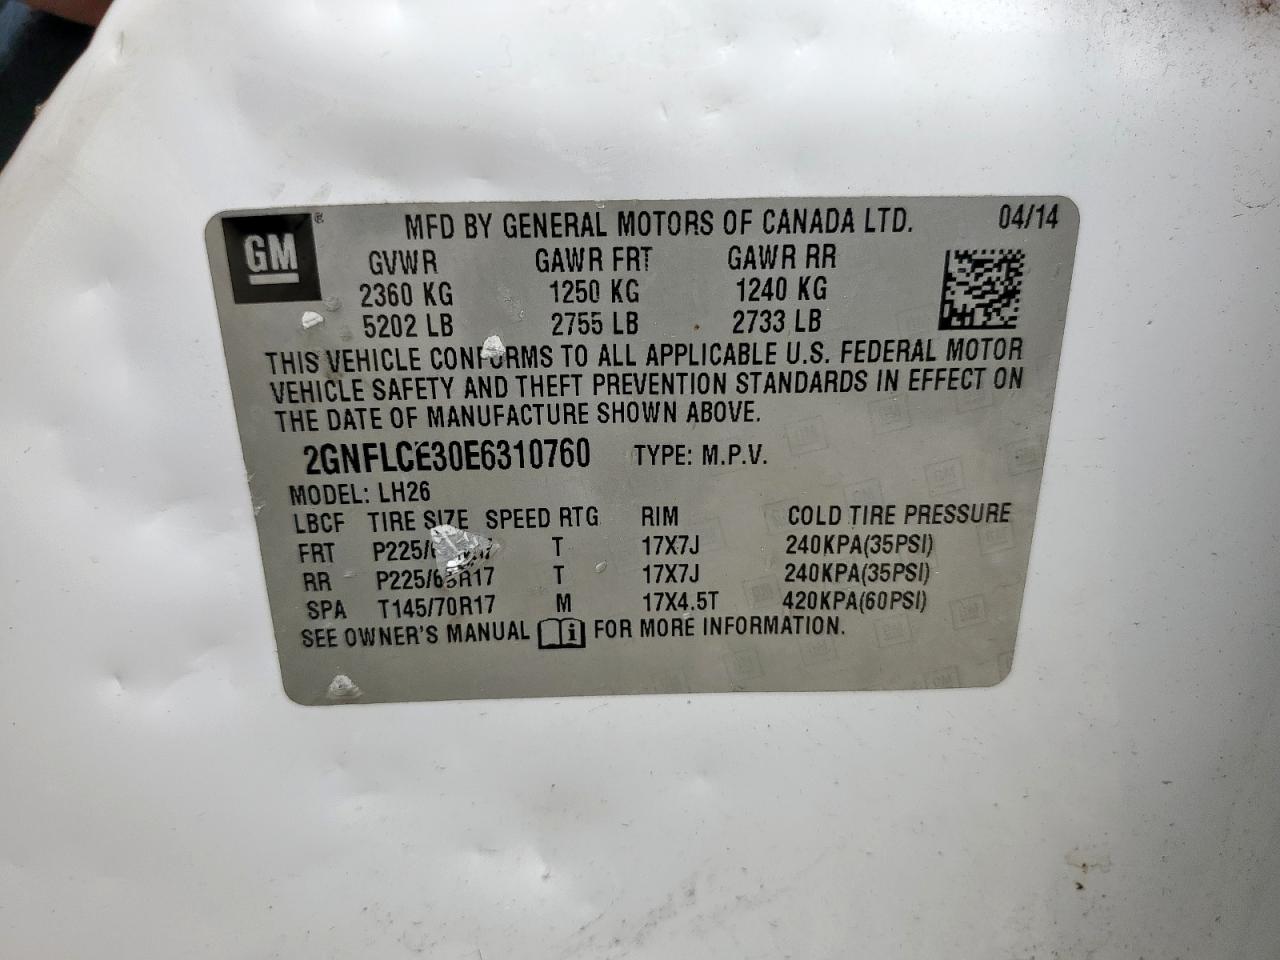 GM ® MFD BY GENERAL MOTORS OF CANADA LTD. 04/14
GVWR GAWR FRT GAWR RR
2360 KG 1250 KG 1240 KG
5202 LB 2755 LB 2733 LB
THIS VEHICLE CONFORMS TO ALL APPLICABLE U.S. FEDERAL MOTOR
VEHICLE SAFETY AND THEFT PREVENTION STANDARDS IN EFFECT ON
THE DATE OF MANUFACTURE SHOWN ABOVE.
2GNFLCE30E6310760 TYPE: M.P.V.
MODEL: LH26
LBCF TIRE SIZE SPEED RTG RIM COLD TIRE PRESSURE
FRT T 17X7J 240KPA(35PSI)
RR P225/65R17 T 17X7J 240KPA(35PSI)
SPA T145/70R17 M 17X4.5T 420KPA(60PSI)
SEE OWNER'S MANUAL FOR MORE INFORMATION.